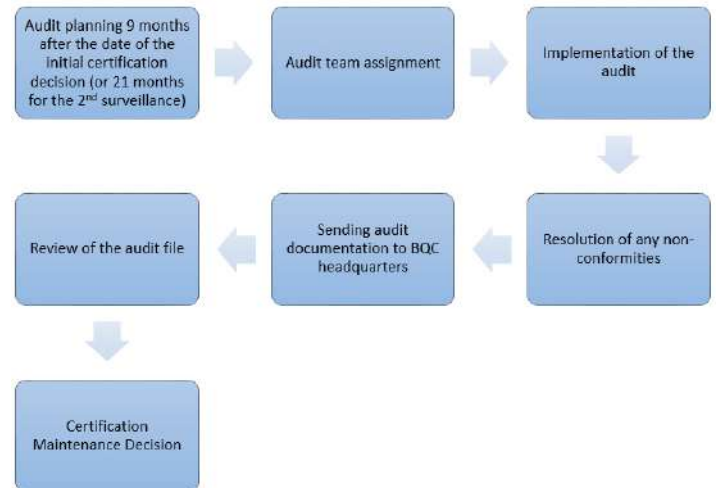 Audit planning 9 months
after the date of the
initial certification
decision (or 21 months
for the 2nd surveillance)
Audit team assignment
Implementation of the
audit
Resolution of any non-
conformities
Sending audit
documentation to BQC
headquarters
Review of the audit file
Certification
Maintenance Decision